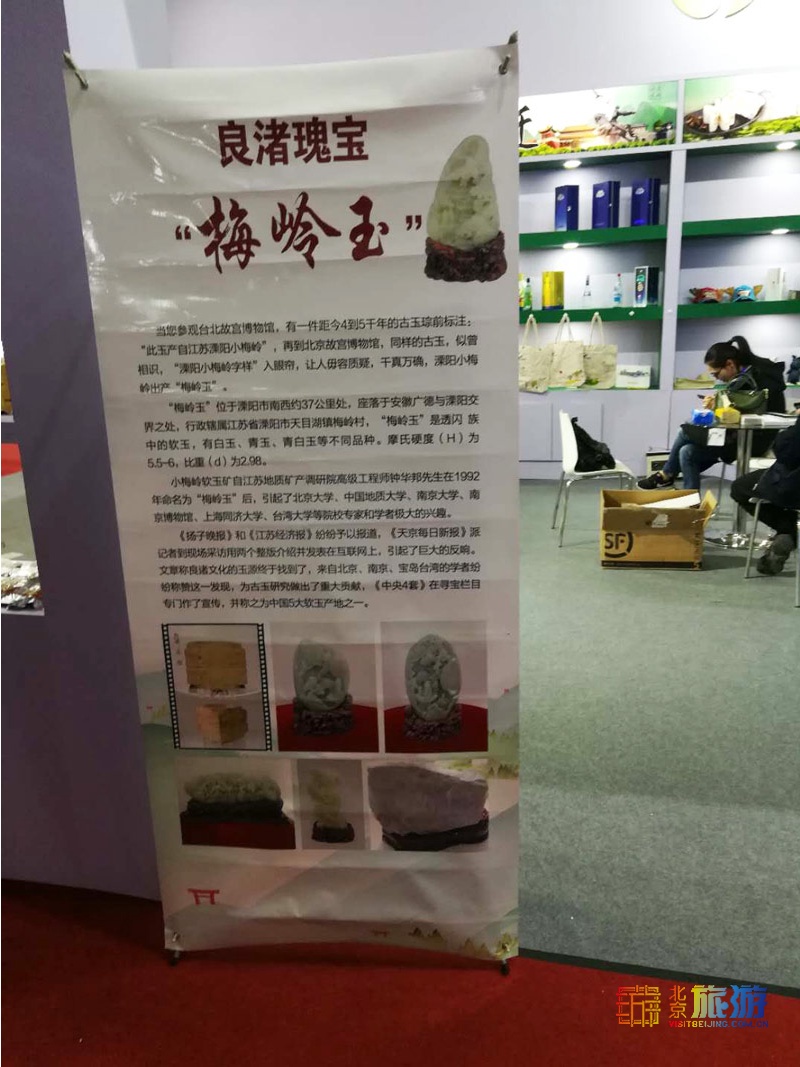 良渚瑰宝
“梅岭玉”
当您参观台北故宫博物馆，有一件距今4到5千年的古玉琮前标注：
“此玉产自江苏溧阳小梅岭”，再到北京故宫博物馆，同样的古玉，似曾
相识，“溧阳小梅岭字样”入眼帘，让人毋容质疑，千真万确，溧阳小梅
岭出产“梅岭玉”。
“梅岭玉”位于溧阳市南西约37公里处，座落于安徽广德与溧阳交
界之处，行政辖属江苏省溧阳市天目湖镇梅岭村，“梅岭玉”是透闪 族
中的软玉，有白玉、青玉、青白玉等不同品种。摩氏硬度（H）为
5.5-6，比重（d）为2.98。
小梅岭软玉矿自江苏地质矿产调研院高级工程师钟华邦先生在1992
年命名为“梅岭玉”后，引起了北京大学、中国地质大学、南京大学、南
京博物馆、上海同济大学、台湾大学等院校专家和学者极大的兴趣。
《扬子晚报》和《江苏经济报》纷纷予以报道，《天京每日新报》派
记者到现场采访用两个整版介绍并发表在互联网上，引起了巨大的反响。
文章称良渚文化的玉源终于找到了，来自北京、南京、宝岛台湾的学者纷
纷称赞这一发现，为古玉研究做出了重大贡献，《中央4套》在寻宝栏目
专门作了宣传，并称之为中国5大软玉产地之一。
SF
北京旅游
VISITBEIJING.COM.CN